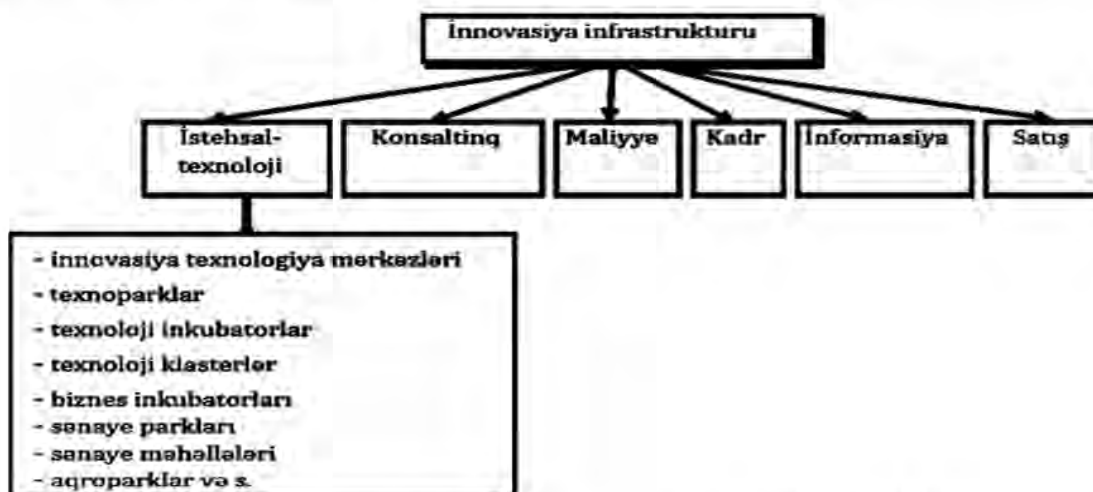 İnnovasiya infrastrukturu
İstehsal-
texnoloji
Konsaltinq
Maliyyə
Kadr
İnformasiya
Satış
- innovasiya texnologiya mərkəzləri
- texnoparklar
- texnoloji inkubatorlar
- texnoloji klasterlər
- biznes inkubatorları
- sənaye parkları
- sənaye məhəllələri
- aqroparklar və s.